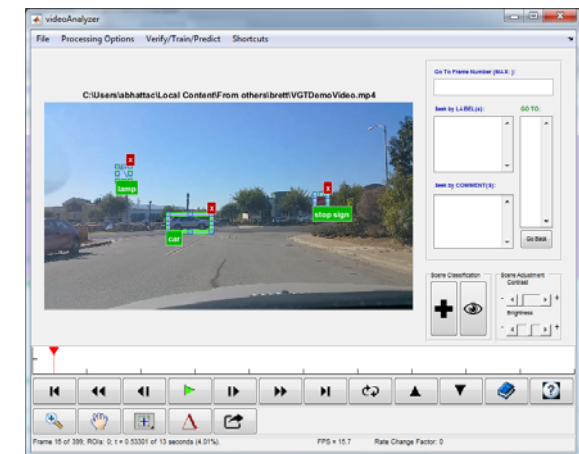 videoAnalyzer
File Processing Options Verify/Train/Predict Shortcuts
C:\Users\abhattac\Local Content\From others\brett\VGTDemoVideo.mp4
Go To Frame Number (MAX: ):
Seek by LABEL(s):
GO TO:
Seek by COMMENT(S):
Go Back
lamp
car
stop sign
x
x
x
Scene Classification
Scene Adjustment
Contrast
- +
Brightness
- +
Frame 16 of 399; ROIs: 0; t = 0.53301 of 13 seconds (4.01%). FPS = 15.7 Rate Change Factor: 0